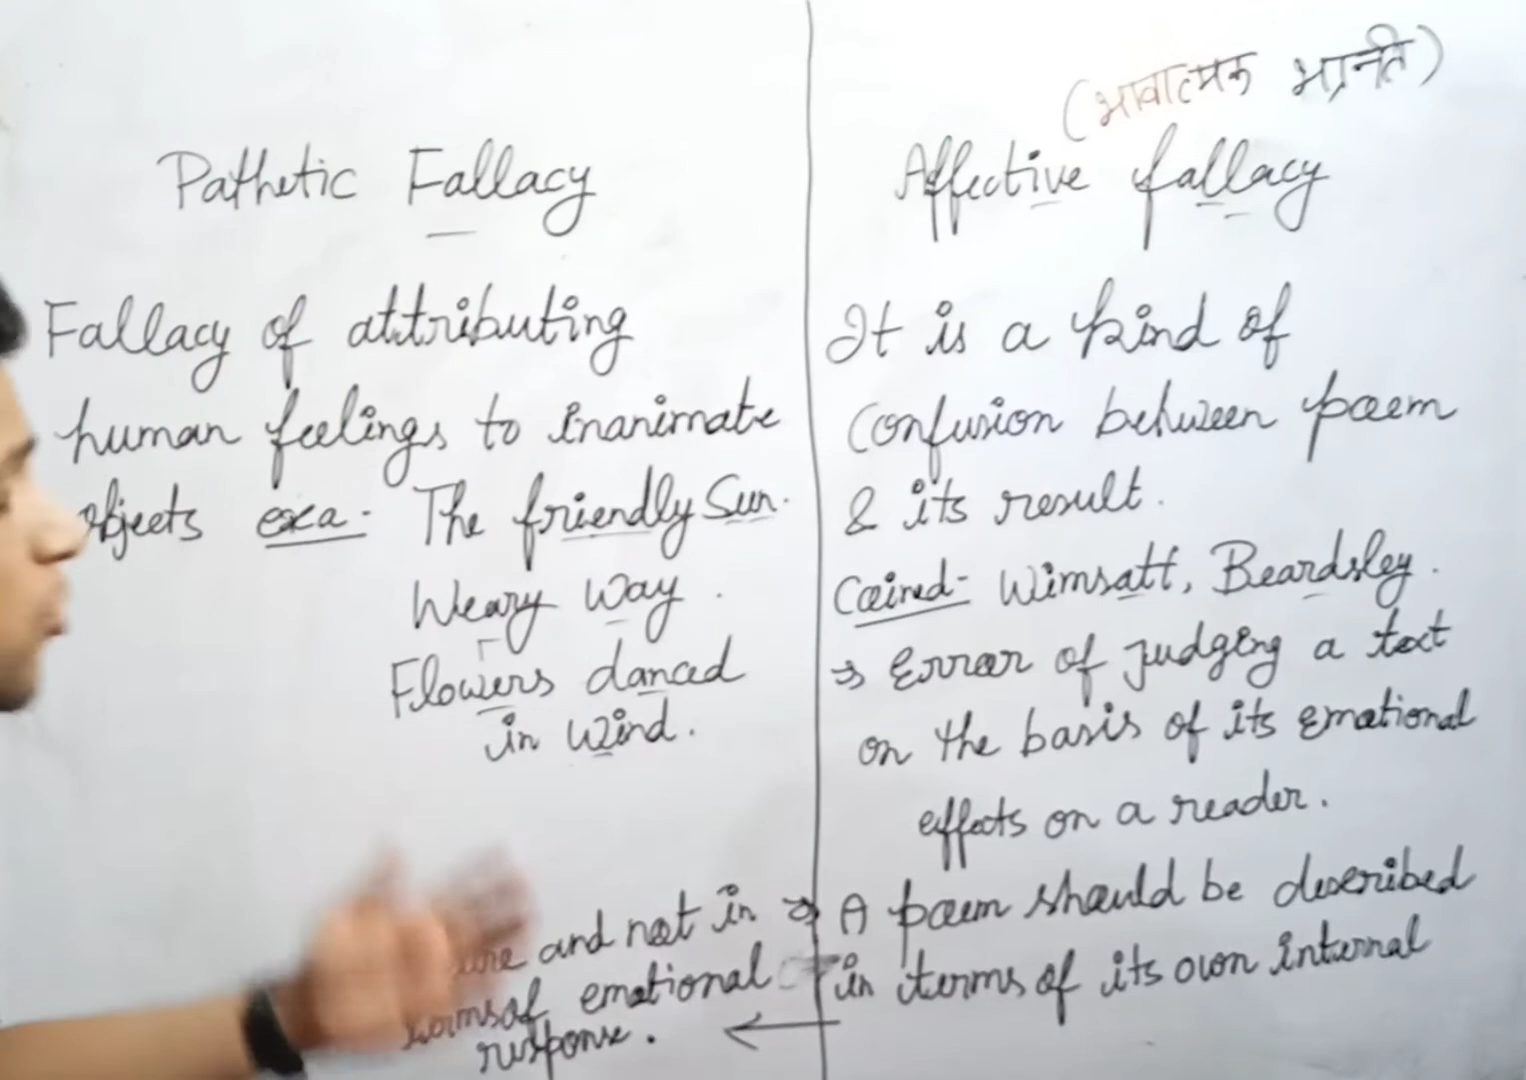 Pathetic Fallacy
Fallacy of attributing
human feelings to inanimate
objects exa- The friendly Sun.
Weary way.
Flowers danced
in wind.
(भावात्मक भ्रान्ति)
Affective fallacy
It is a kind of
Confusion between poem
& its result.
Coined- Wimsatt, Beardsley.
⇒ Error of judging a text
on the basis of its emotional
effects on a reader.
⇒ A poem should be described
in terms of its own internal
←
and not in
terms of emotional
response.